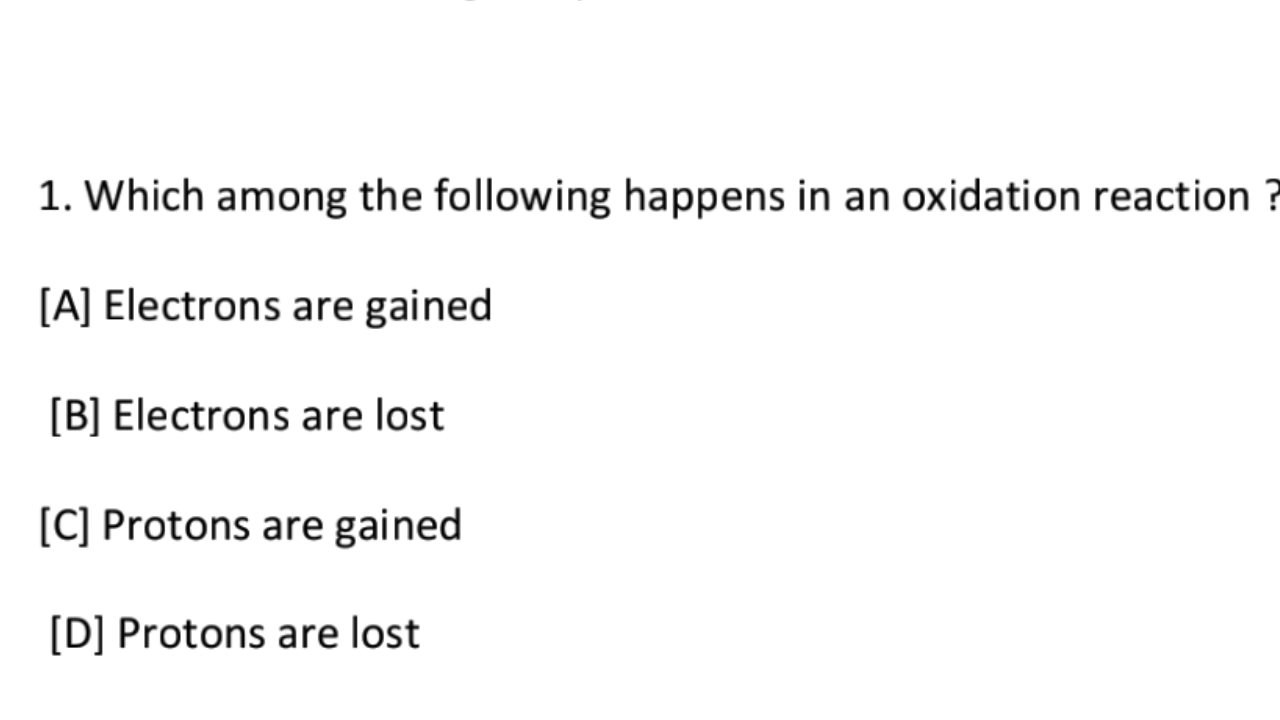 1. Which among the following happens in an oxidation reaction ?
[A] Electrons are gained
[B] Electrons are lost
[C] Protons are gained
[D] Protons are lost